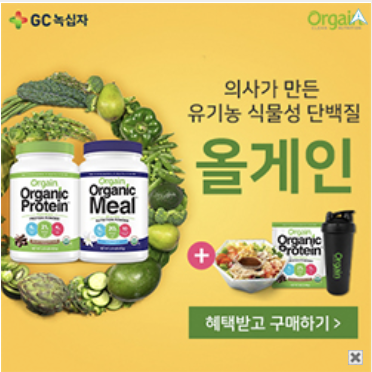 GC녹십자
Orgain
의사가 만든
유기농 식물성 단백질
올게인
Orgain
Organic
Protein
Orgain
Organic
Meal
+
Organic
Protein
Orgain
혜택받고 구매하기 >